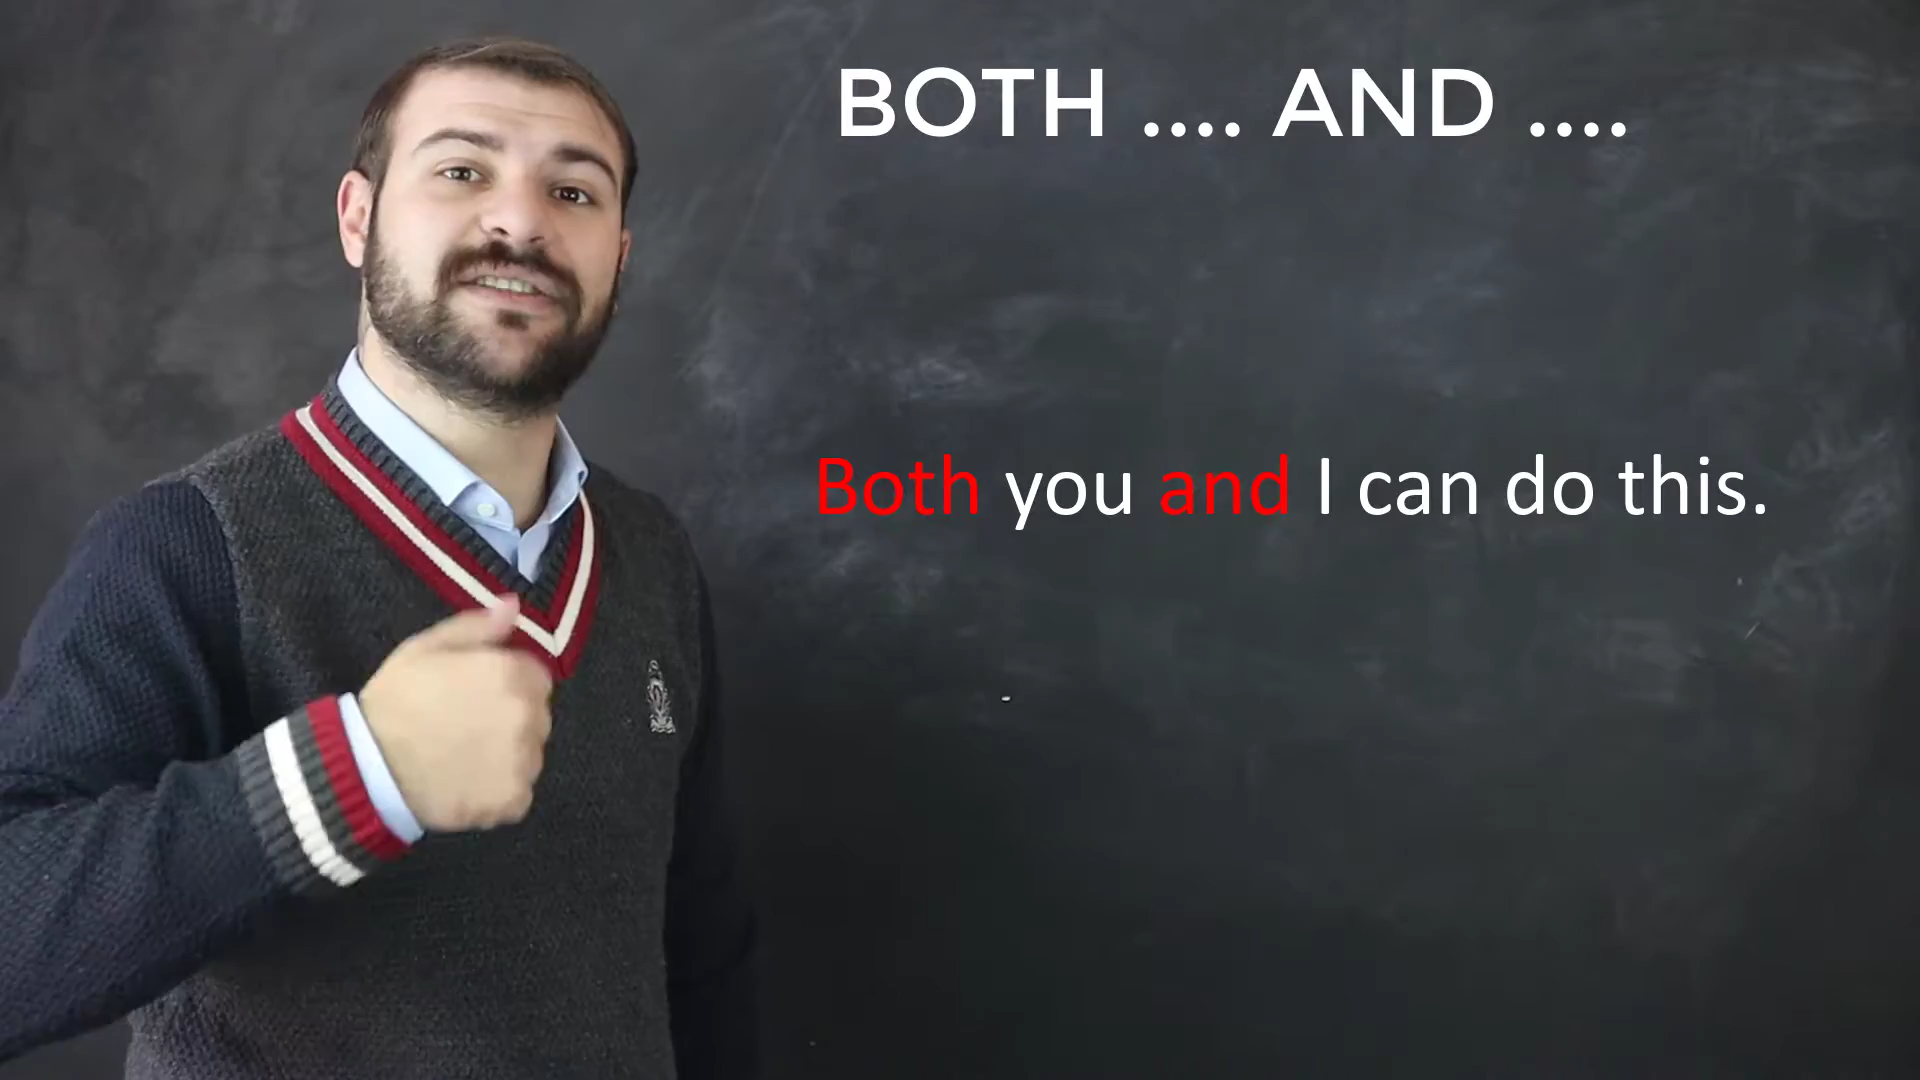 BOTH .... AND ....
Both you and I can do this.